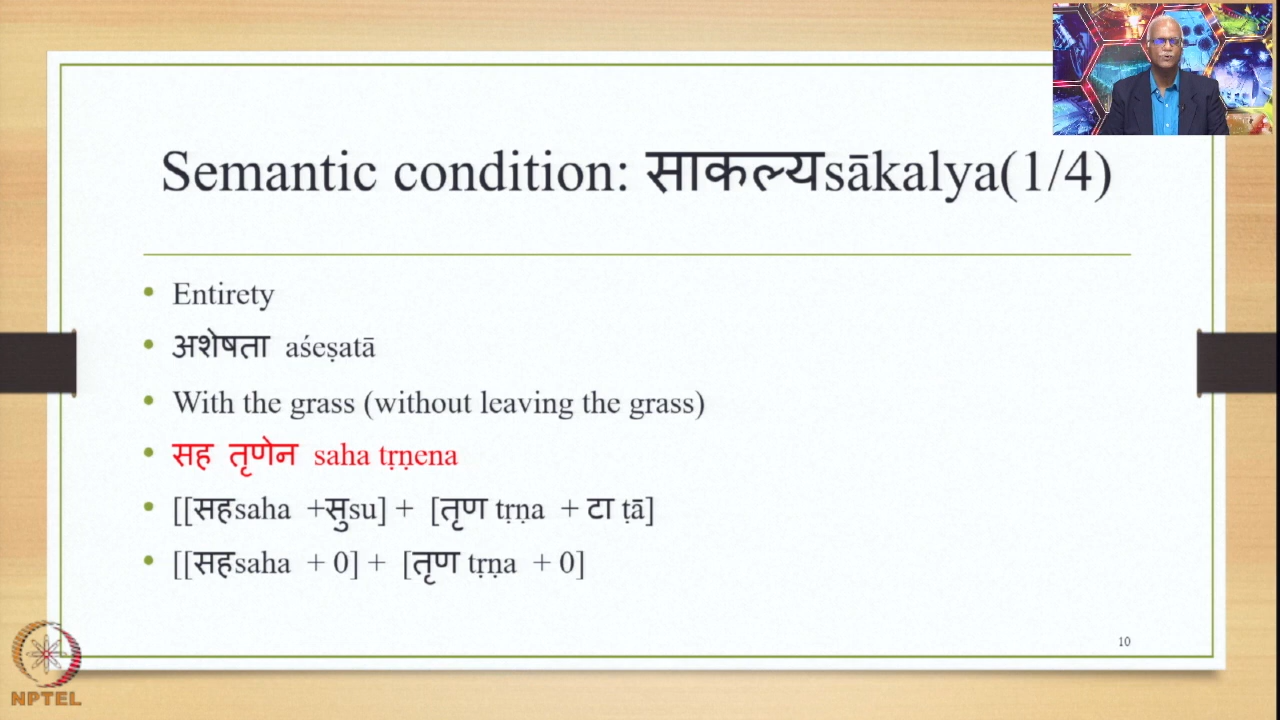 Semantic condition: साकल्यsākalya(1/4)
Entirety
अशेषता aśeṣatā
With the grass (without leaving the grass)
सह तृणेन saha tṛṇena
[[सहsaha +सुsu] + [तृण tṛṇa + टा ṭā]
[[सहsaha + 0] + [तृण tṛṇa + 0]
10
NPTEL